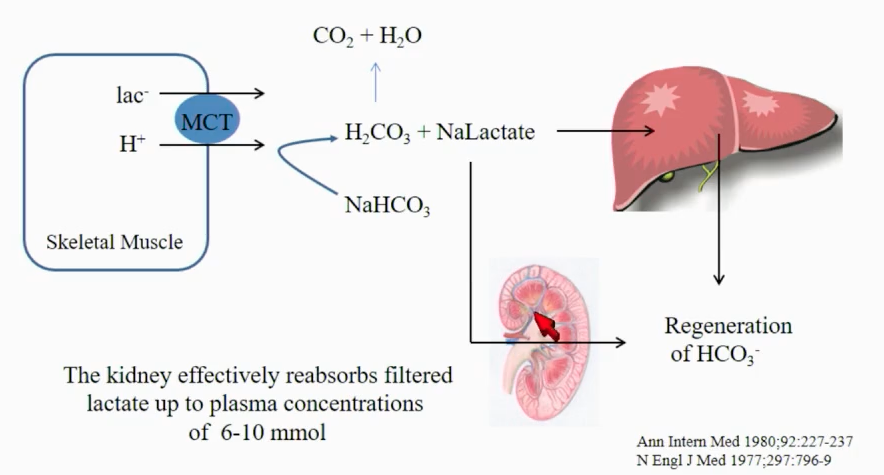 CO₂ + H₂O
lac⁻
MCT
H⁺
H₂CO₃ + NaLactate
NaHCO₃
Skeletal Muscle
Regeneration
of HCO₃⁻
The kidney effectively reabsorbs filtered
lactate up to plasma concentrations
of 6-10 mmol
Ann Intern Med 1980;92:227-237
N Engl J Med 1977;297:796-9